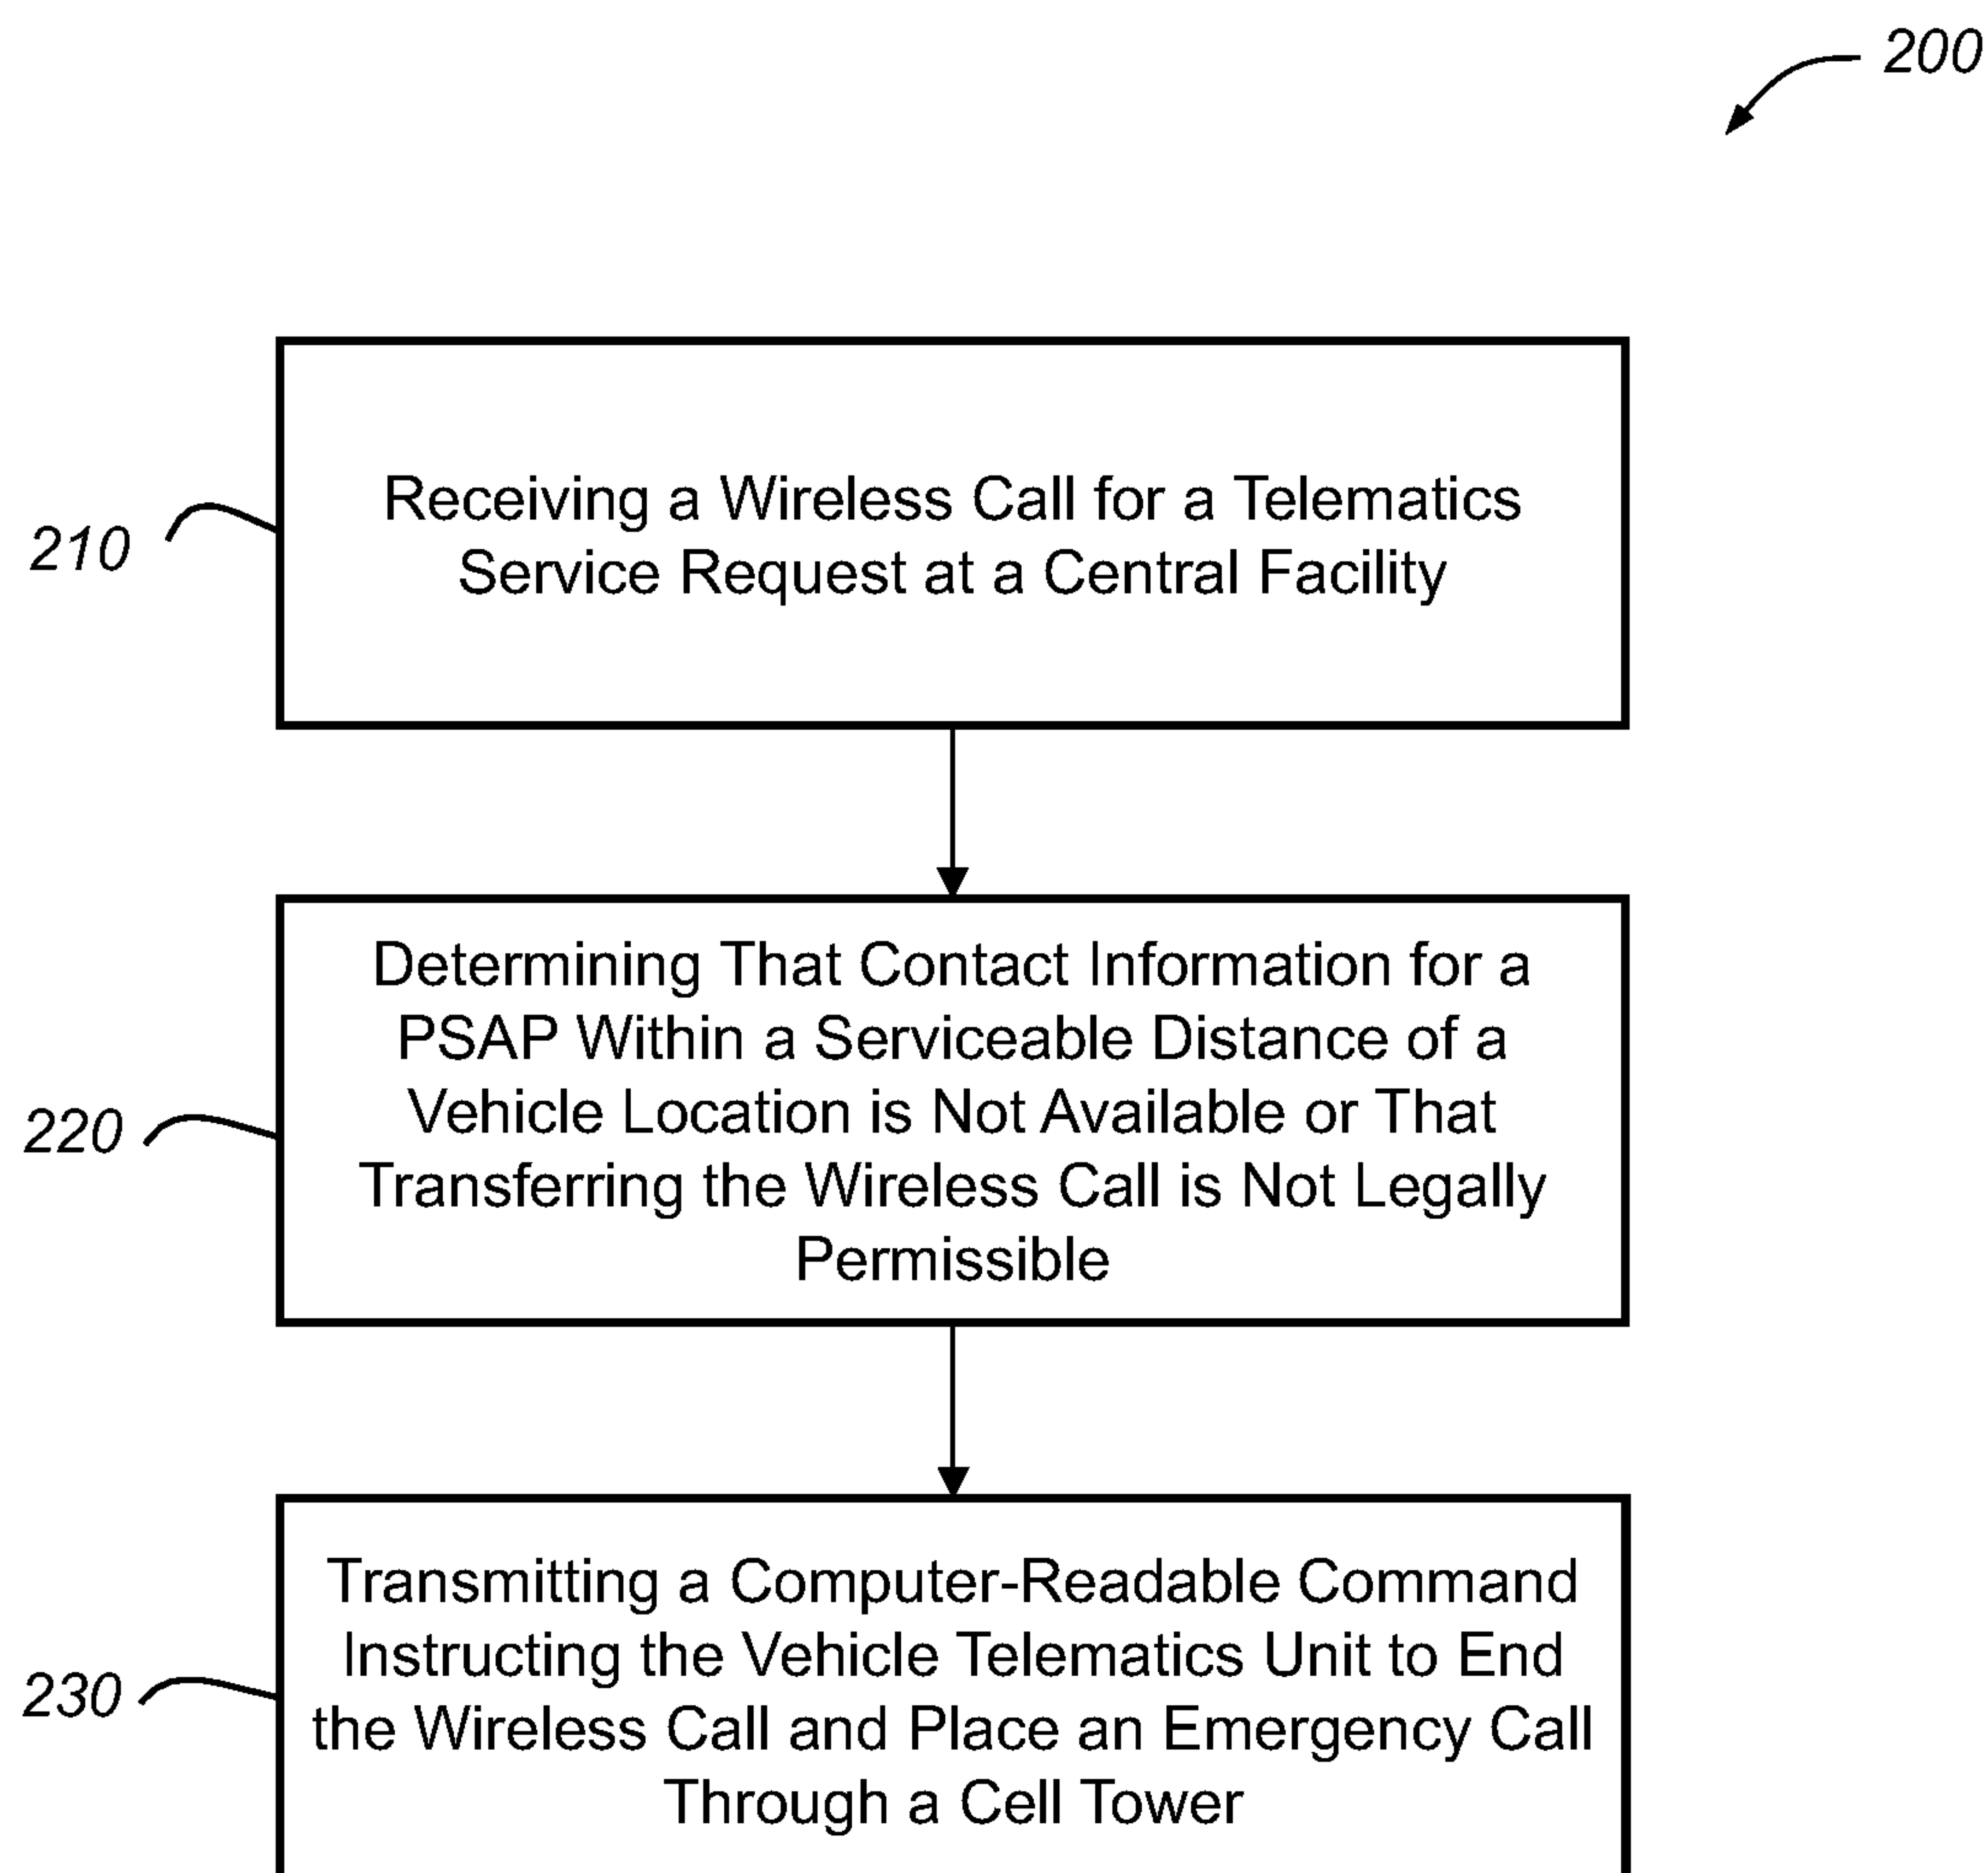 200
210
Receiving a Wireless Call for a Telematics
Service Request at a Central Facility
220
Determining That Contact Information for a
PSAP Within a Serviceable Distance of a
Vehicle Location is Not Available or That
Transferring the Wireless Call is Not Legally
Permissible
230
Transmitting a Computer-Readable Command
Instructing the Vehicle Telematics Unit to End
the Wireless Call and Place an Emergency Call
Through a Cell Tower